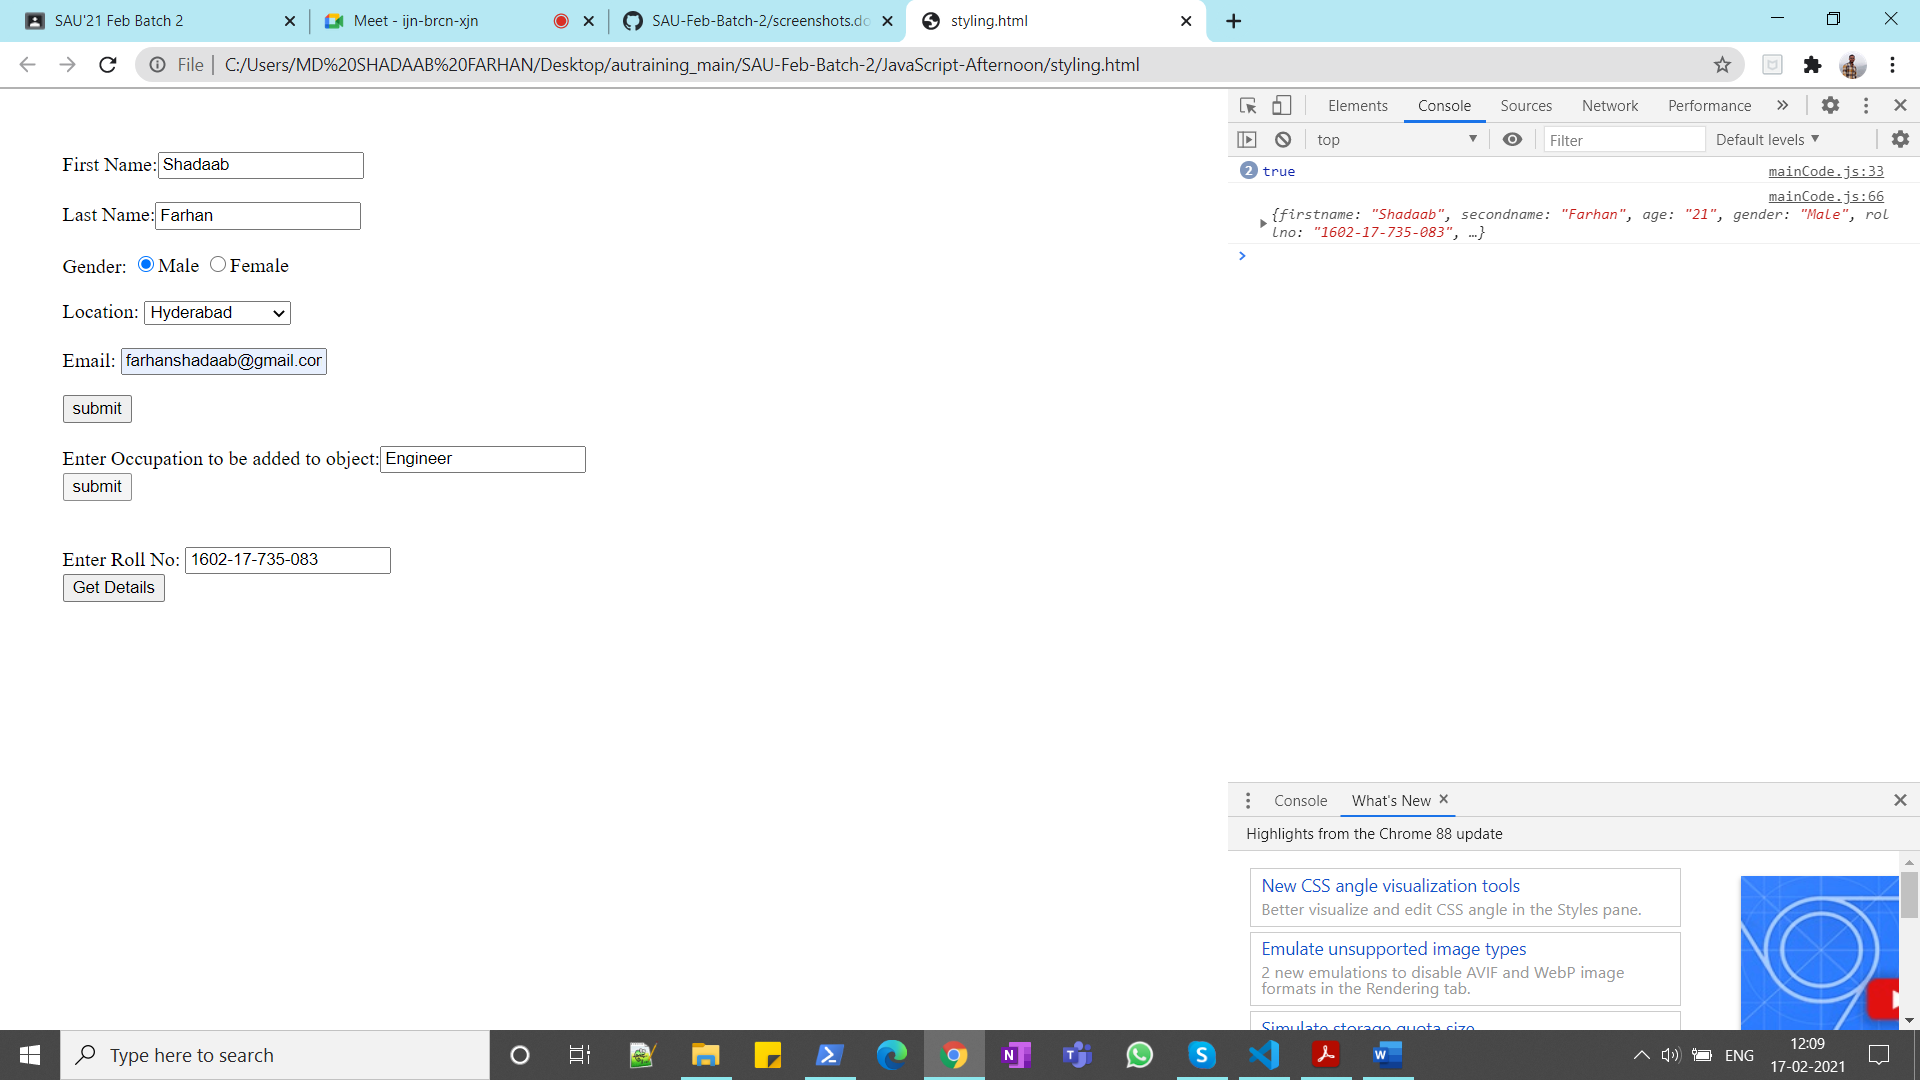 SAU'21 Feb Batch 2
Meet - ijn-brcn-xjn
SAU-Feb-Batch-2/screenshots.do
styling.html
File | C:/Users/MD%20SHADAAB%20FARHAN/Desktop/autraining_main/SAU-Feb-Batch-2/JavaScript-Afternoon/styling.html
First Name: Shadaab
Last Name: Farhan
Gender: Male Female
Location: Hyderabad
Email: farhanshadaab@gmail.cor
submit
Enter Occupation to be added to object: Engineer
submit
Enter Roll No: 1602-17-735-083
Get Details
Elements Console Sources Network Performance »
top Filter Default levels
2 true mainCode.js:33
mainCode.js:66
{firstname: "Shadaab", secondname: "Farhan", age: "21", gender: "Male", rol
lno: "1602-17-735-083", …}
Console What's New
Highlights from the Chrome 88 update
New CSS angle visualization tools
Better visualize and edit CSS angle in the Styles pane.
Emulate unsupported image types
2 new emulations to disable AVIF and WebP image
formats in the Rendering tab.
Simulate storage quota size
Type here to search
ENG
12:09
17-02-2021